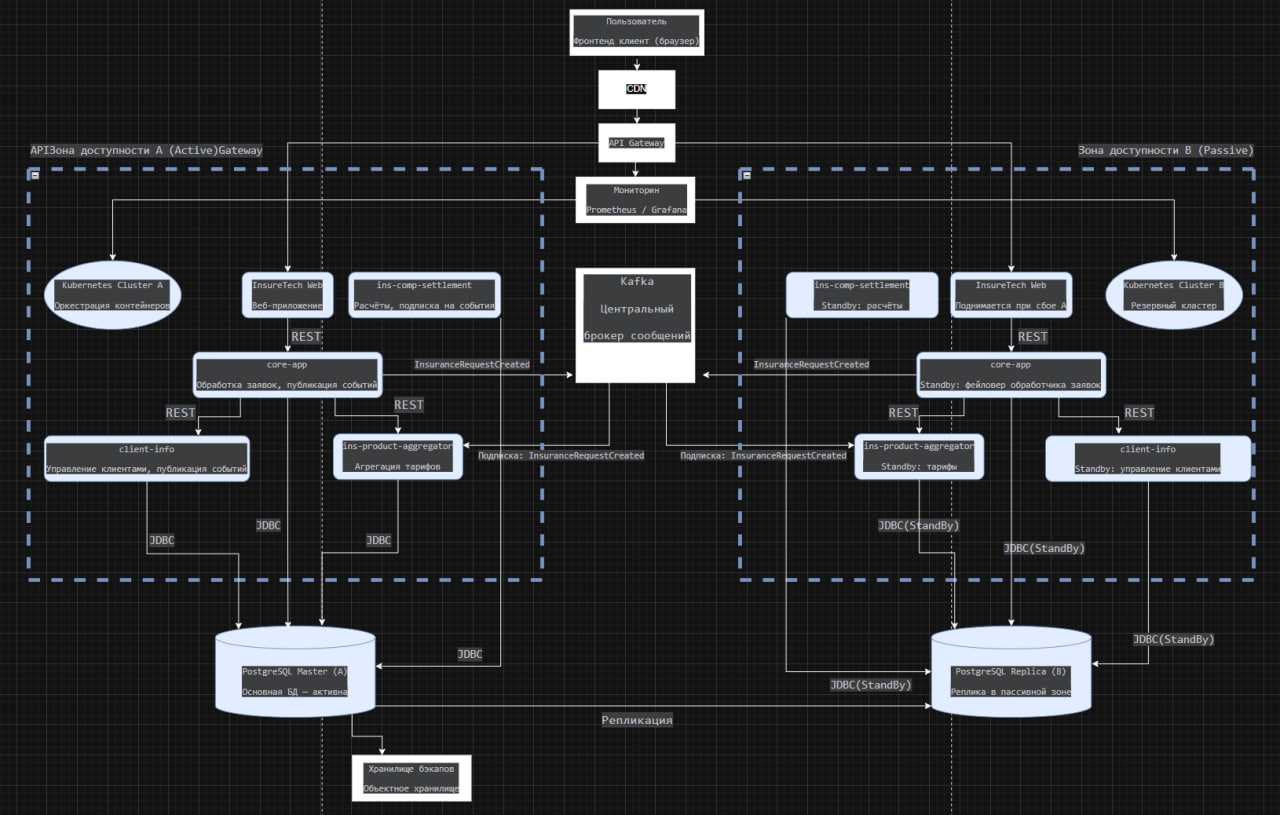 Пользователь
Фронтенд клиент (браузер)
CDN
API Gateway
APIЗона доступности A (Active)Gateway
Зона доступности B (Passive)
Мониторин
Prometheus / Grafana
Kubernetes Cluster A
Оркестрация контейнеров
InsureTech Web
Веб-приложение
ins-comp-settlement
Расчёты, подписка на события
Kafka
Центральный
брокер сообщений
ins-comp-settlement
Standby: расчёты
InsureTech Web
Поднимается при сбое A
Kubernetes Cluster B
Резервный кластер
REST
REST
core-app
Обработка заявок, публикация событий
InsuranceRequestCreated
InsuranceRequestCreated
core-app
Standby: фейловер обработчика заявок
REST
REST
REST
REST
client-info
Управление клиентами, публикация событий
ins-product-aggregator
Агрегация тарифов
Подписка: InsuranceRequestCreated
Подписка: InsuranceRequestCreated
ins-product-aggregator
Standby: тарифы
client-info
Standby: управление клиентами
JDBC
JDBC
JDBC
JDBC(StandBy)
JDBC(StandBy)
JDBC
JDBC(StandBy)
PostgreSQL Master (A)
Основная БД — активна
JDBC(StandBy)
PostgreSQL Replica (B)
Реплика в пассивной зоне
Репликация
Хранилище бэкапов
Объектное хранилище